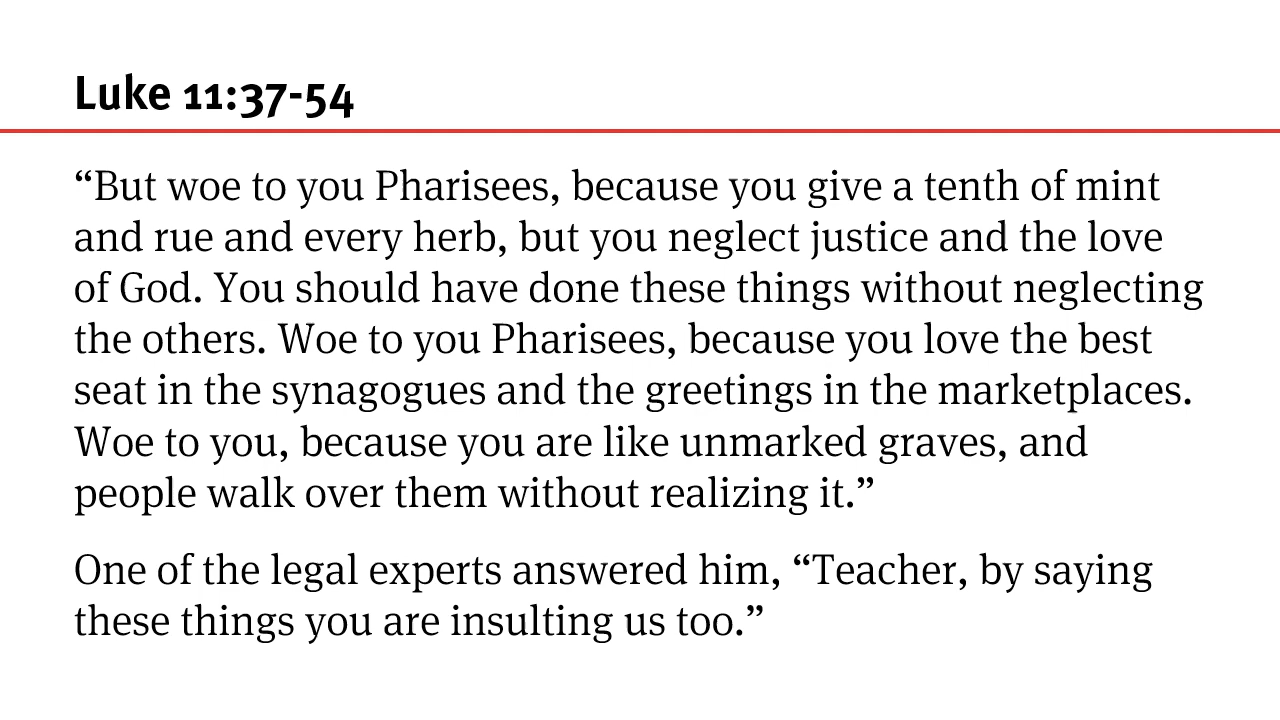 Luke 11:37-54
“But woe to you Pharisees, because you give a tenth of mint
and rue and every herb, but you neglect justice and the love
of God. You should have done these things without neglecting
the others. Woe to you Pharisees, because you love the best
seat in the synagogues and the greetings in the marketplaces.
Woe to you, because you are like unmarked graves, and
people walk over them without realizing it.”
One of the legal experts answered him, “Teacher, by saying
these things you are insulting us too.”